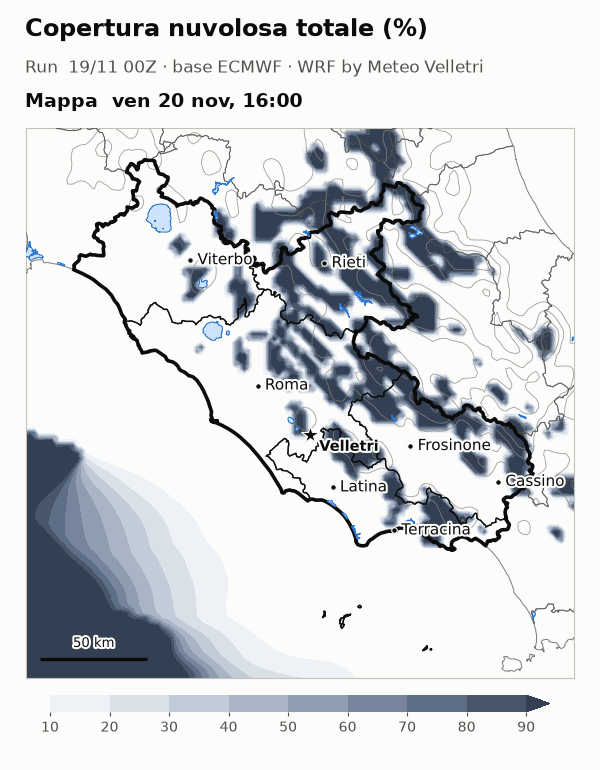 Copertura nuvolosa totale (%)
Run  19/11 00Z · base ECMWF · WRF by Meteo Velletri
Mappa  ven 20 nov, 16:00
Viterbo
Rieti
Roma
Velletri
Frosinone
Latina
Cassino
Terracina
50 km
10 20 30 40 50 60 70 80 90